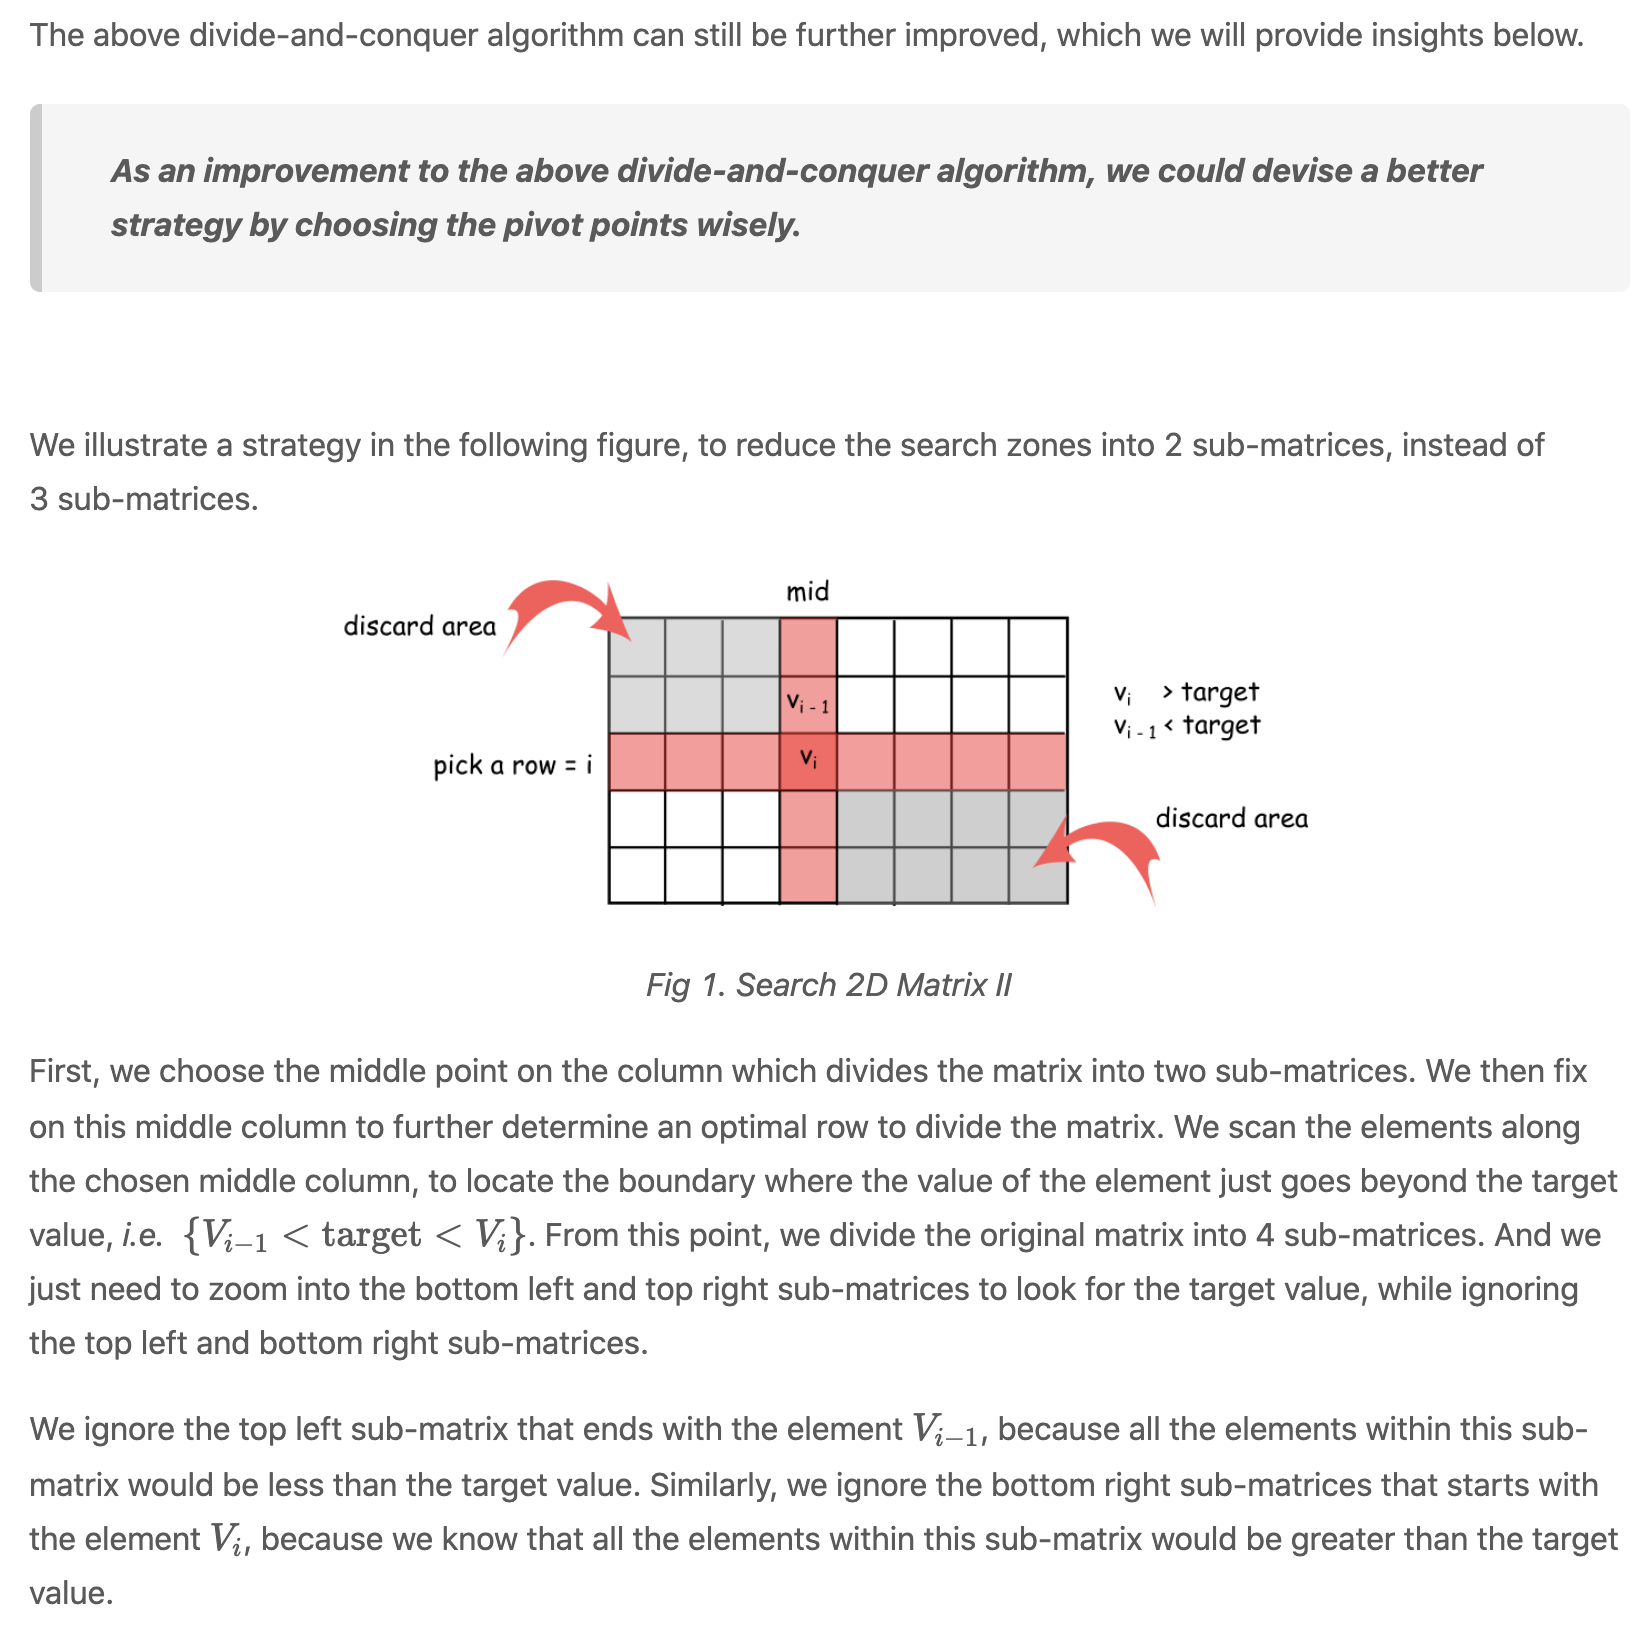 The above divide-and-conquer algorithm can still be further improved, which we will provide insights below.
As an improvement to the above divide-and-conquer algorithm, we could devise a better
strategy by choosing the pivot points wisely.
We illustrate a strategy in the following figure, to reduce the search zones into 2 sub-matrices, instead of
3 sub-matrices.
mid
discard area
V_{i-1}
v_i > target
v_{i-1} < target
pick a row = i
V_i
discard area
Fig 1. Search 2D Matrix II
First, we choose the middle point on the column which divides the matrix into two sub-matrices. We then fix
on this middle column to further determine an optimal row to divide the matrix. We scan the elements along
the chosen middle column, to locate the boundary where the value of the element just goes beyond the target
value, i.e. {V_{i−1} < target < V_i}. From this point, we divide the original matrix into 4 sub-matrices. And we
just need to zoom into the bottom left and top right sub-matrices to look for the target value, while ignoring
the top left and bottom right sub-matrices.
We ignore the top left sub-matrix that ends with the element V_{i−1}, because all the elements within this sub-
matrix would be less than the target value. Similarly, we ignore the bottom right sub-matrices that starts with
the element V_i, because we know that all the elements within this sub-matrix would be greater than the target
value.